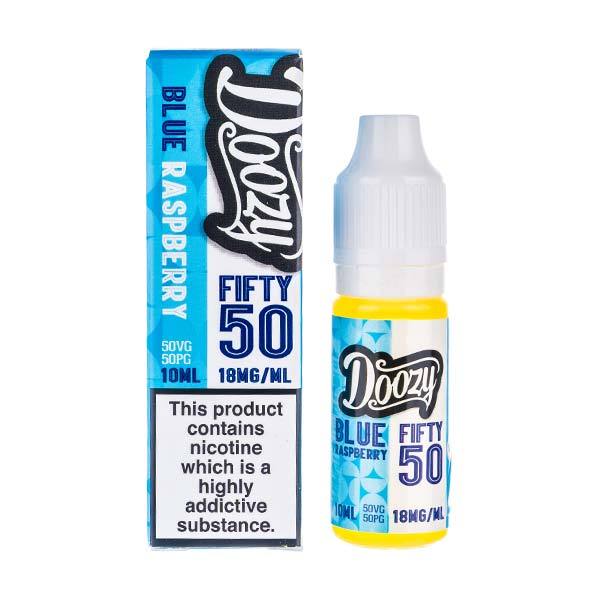 Doozy
BLUE RASPBERRY
FIFTY
50
50VG
50PG
10ML
18MG/ML
This product
contains
nicotine
which is a
highly
addictive
substance.
Doozy
BLUE
RASPBERRY
FIFTY
50
10ML
50VG
50PG
18MG/ML